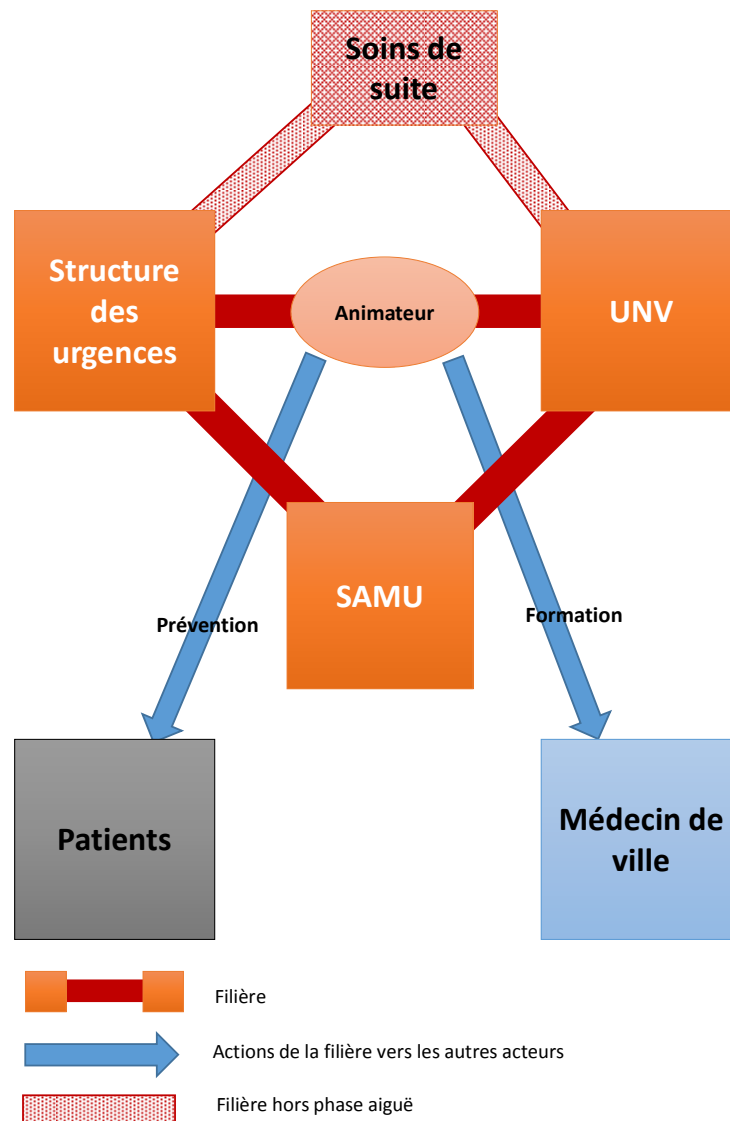 Soins de
suite
Structure
des
urgences
Animateur
UNV
SAMU
Prévention
Formation
Patients
Médecin de
ville
Filière
Actions de la filière vers les autres acteurs
Filière hors phase aiguë